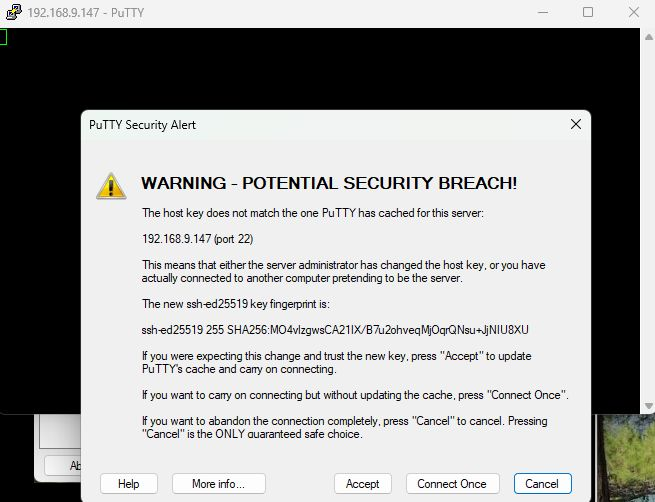 192.168.9.147 - PuTTY
PuTTY Security Alert
WARNING - POTENTIAL SECURITY BREACH!
The host key does not match the one PuTTY has cached for this server:
192.168.9.147 (port 22)
This means that either the server administrator has changed the host key, or you have
actually connected to another computer pretending to be the server.
The new ssh-ed25519 key fingerprint is:
ssh-ed25519 255 SHA256:MO4vlzgwsCA21lX/B7u2ohveqMjOqrQNsu+JjNIU8XU
If you were expecting this change and trust the new key, press "Accept" to update
PuTTY's cache and carry on connecting.
If you want to carry on connecting but without updating the cache, press "Connect Once".
If you want to abandon the connection completely, press "Cancel" to cancel. Pressing
"Cancel" is the ONLY guaranteed safe choice.
Ab
Help
More info...
Accept
Connect Once
Cancel